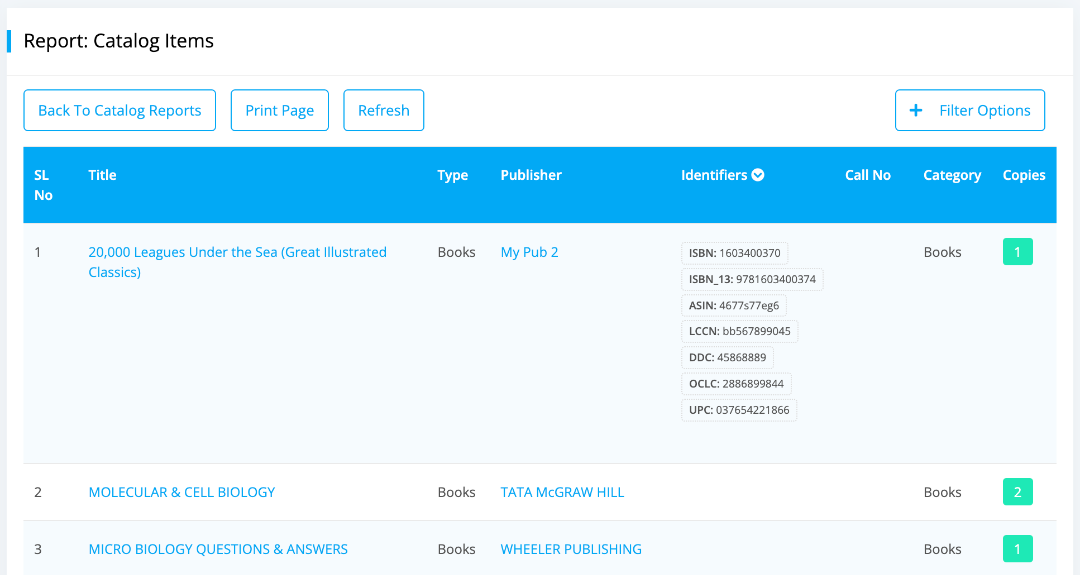 Report: Catalog Items
Back To Catalog Reports Print Page Refresh + Filter Options
SL No Title Type Publisher Identifiers Call No Category Copies
1 20,000 Leagues Under the Sea (Great Illustrated Classics) Books My Pub 2 Books 1
ISBN: 1603400370
ISBN_13: 9781603400374
ASIN: 4677s77eg6
LCCN: bb567899045
DDC: 45868889
OCLC: 2886899844
UPC: 037654221866
2 MOLECULAR & CELL BIOLOGY Books TATA McGRAW HILL Books 2
3 MICRO BIOLOGY QUESTIONS & ANSWERS Books WHEELER PUBLISHING Books 1